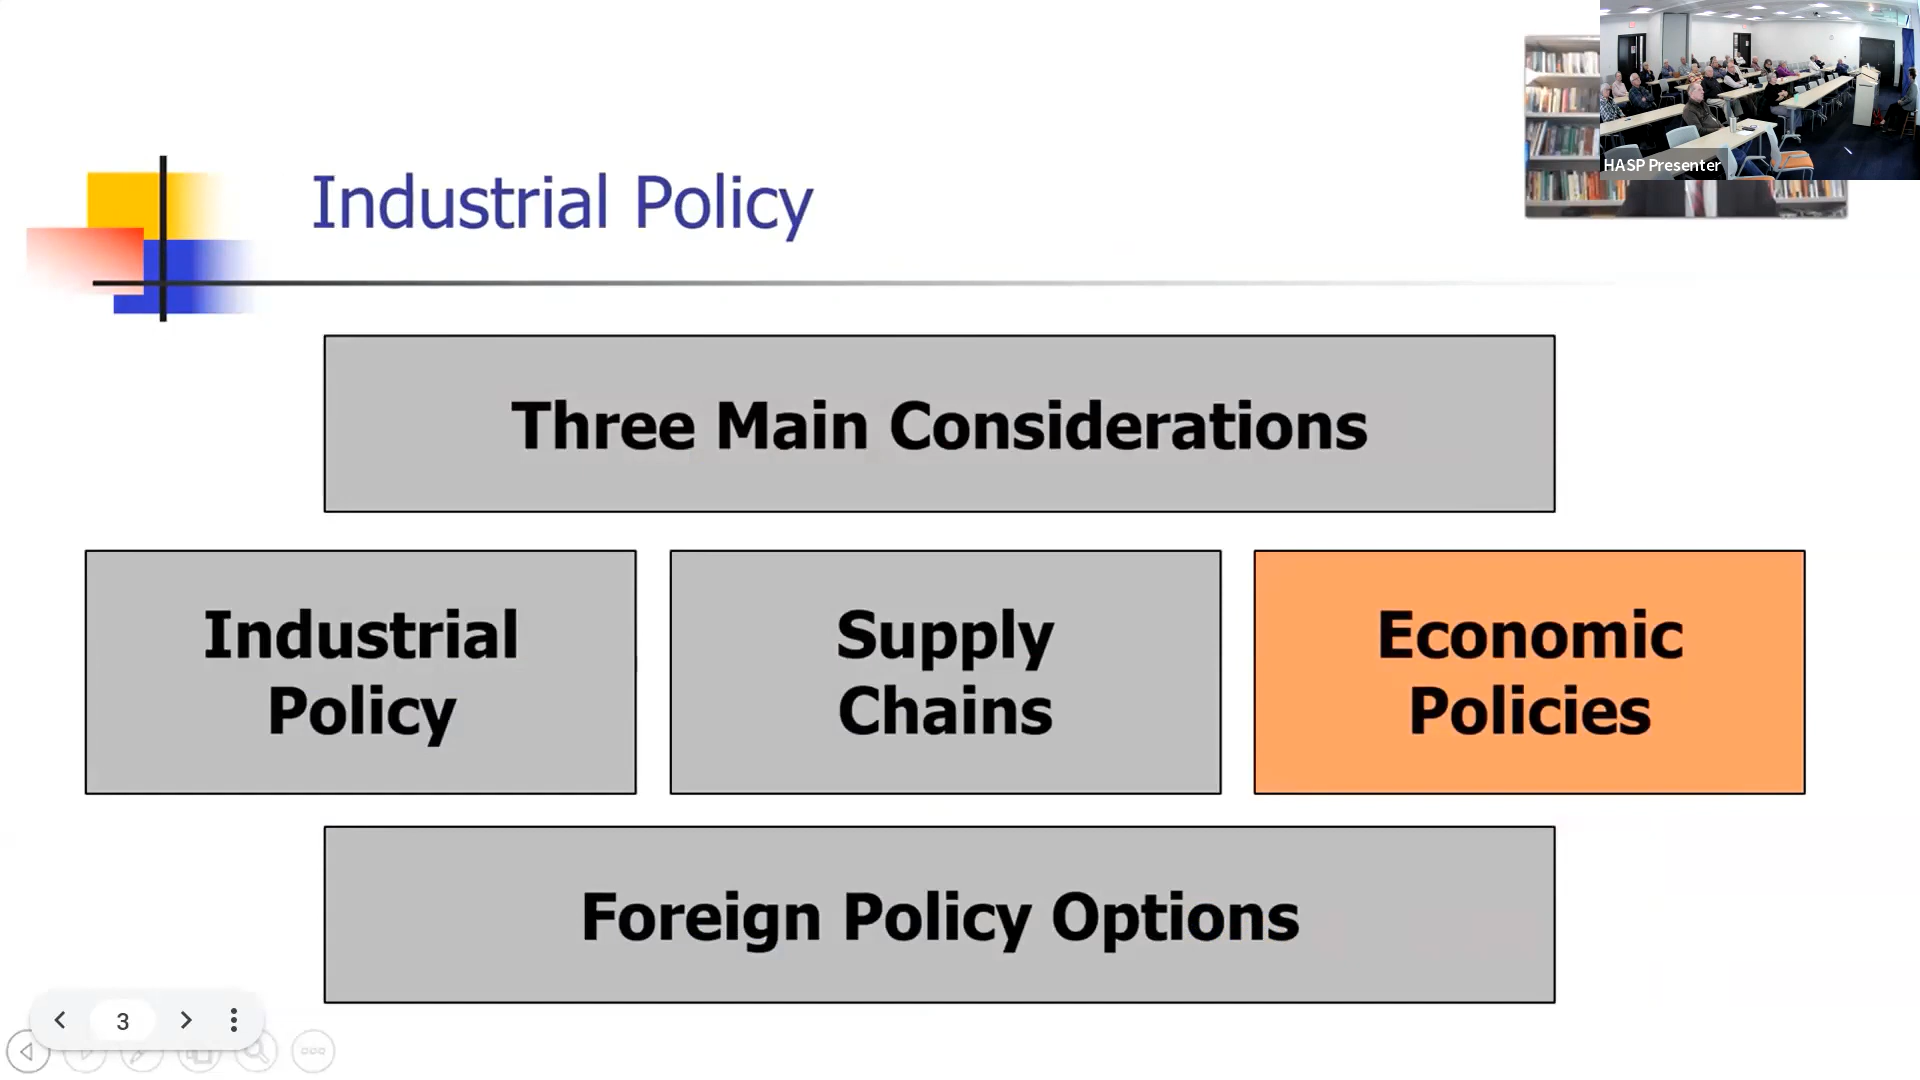 HASP Presenter
Industrial Policy
Three Main Considerations
Industrial
Policy
Supply
Chains
Economic
Policies
Foreign Policy Options
3